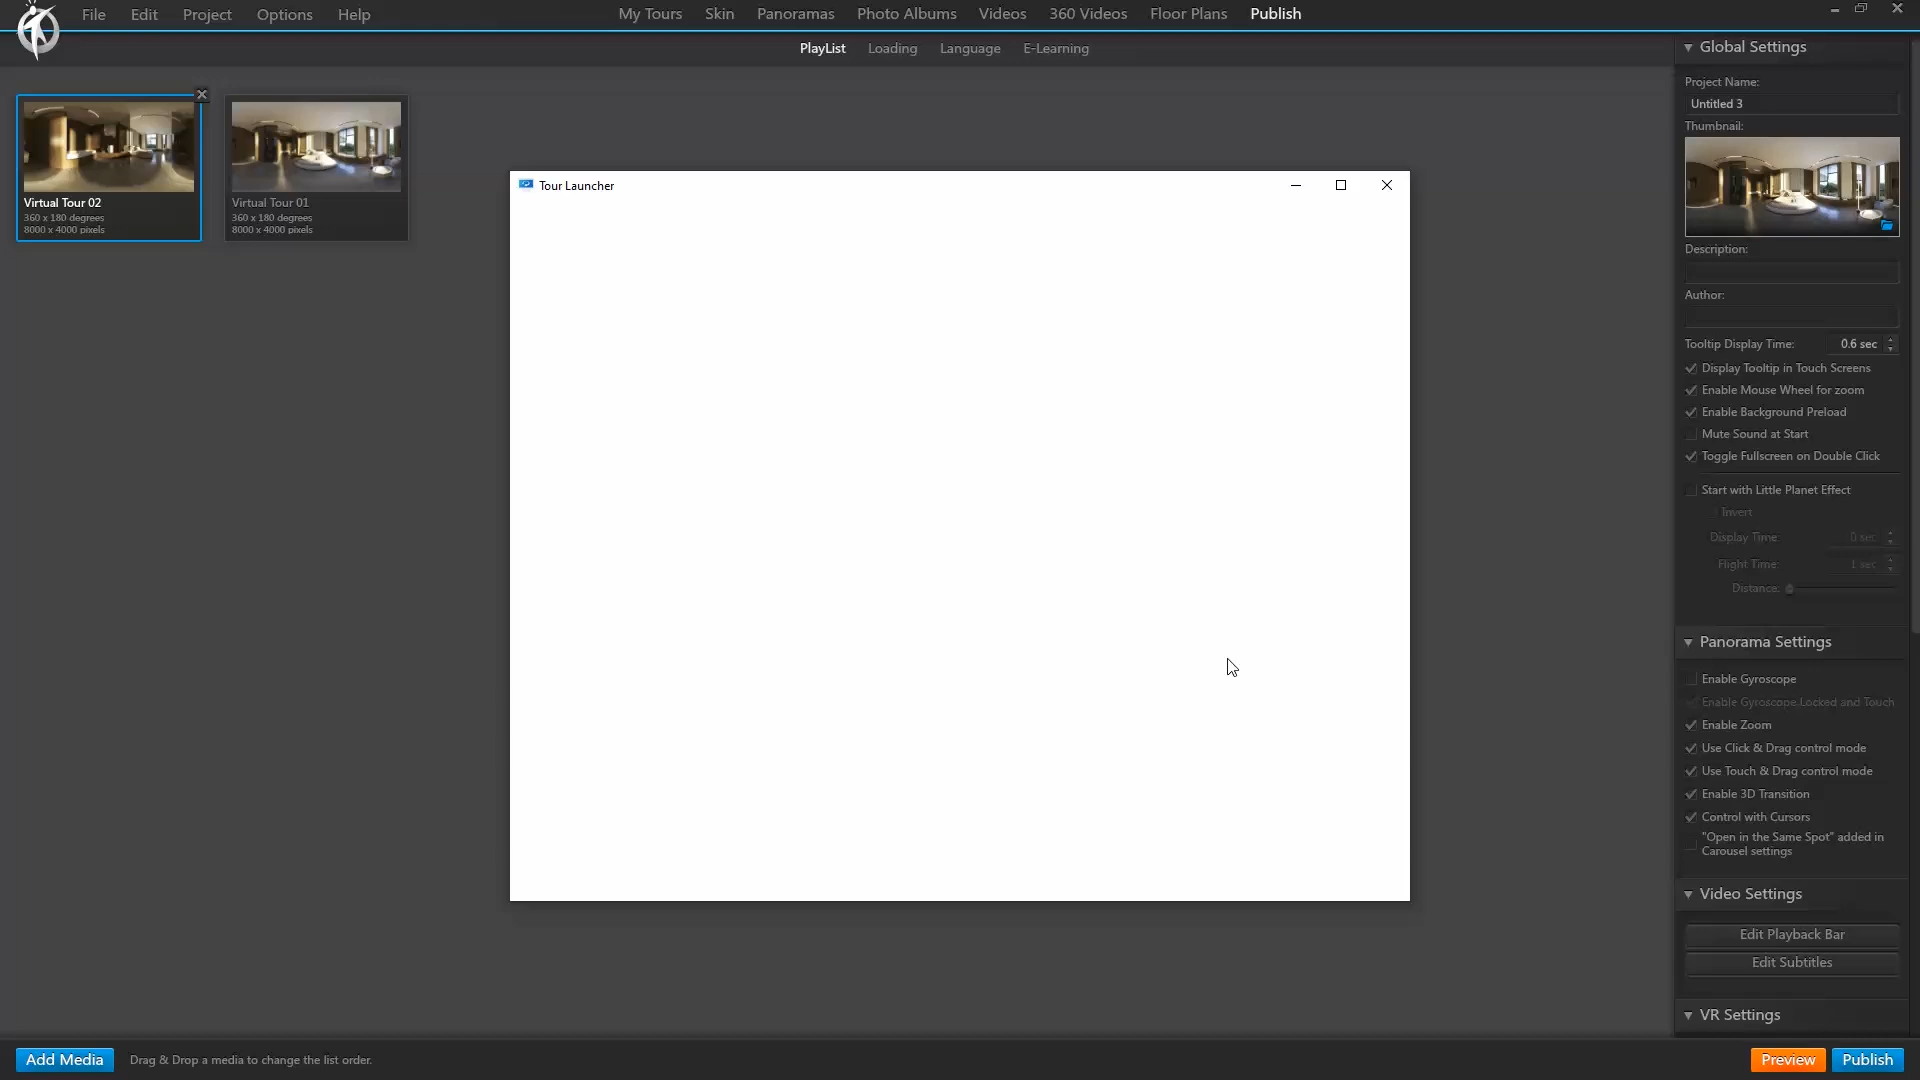 File Edit Project Options Help
My Tours Skin Panoramas Photo Albums Videos 360 Videos Floor Plans Publish
PlayList Loading Language E-Learning
Virtual Tour 02
360 x 180 degrees
8000 x 4000 pixels
Virtual Tour 01
360 x 180 degrees
8000 x 4000 pixels
Tour Launcher
Global Settings
Project Name:
Untitled 3
Thumbnail:
Description:
Author:
Tooltip Display Time: 0.6 sec
Display Tooltip in Touch Screens
Enable Mouse Wheel for zoom
Enable Background Preload
Mute Sound at Start
Toggle Fullscreen on Double Click
Start with Little Planet Effect
Invert
Display Time: 0 sec
Flight Time: 1 sec
Distance:
Panorama Settings
Enable Gyroscope
Enable Gyroscope Locked and Touch
Enable Zoom
Use Click & Drag control mode
Use Touch & Drag control mode
Enable 3D Transition
Control with Cursors
"Open in the Same Spot" added in
Carousel settings
Video Settings
Edit Playback Bar
Edit Subtitles
VR Settings
Add Media Drag & Drop a media to change the list order.
Preview Publish